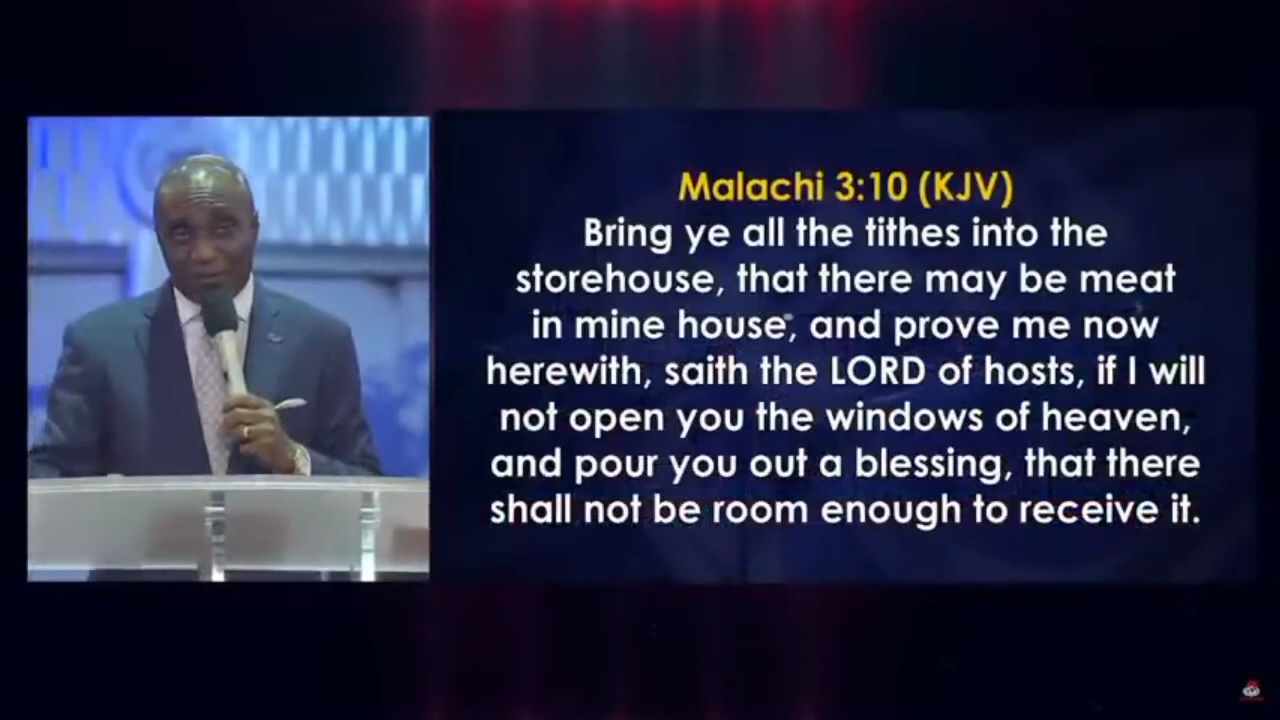 Malachi 3:10 (KJV)
Bring ye all the tithes into the
storehouse, that there may be meat
in mine house, and prove me now
herewith, saith the LORD of hosts, if I will
not open you the windows of heaven,
and pour you out a blessing, that there
shall not be room enough to receive it.